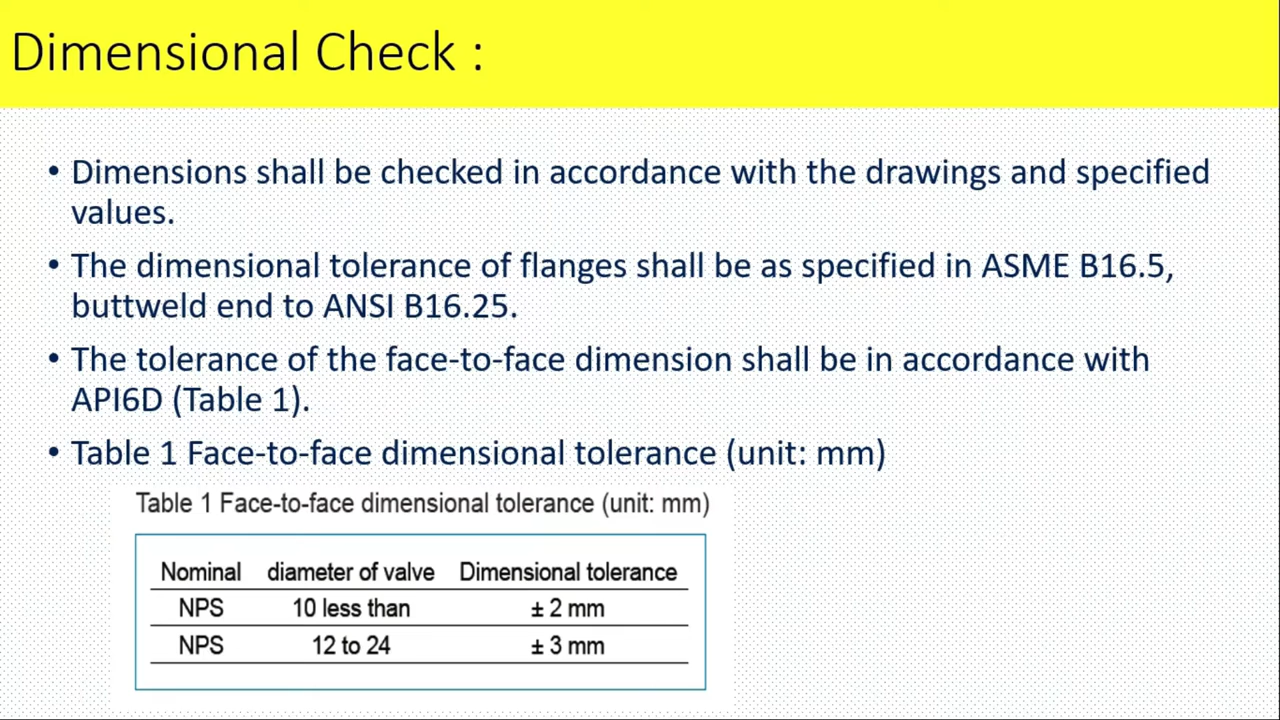 Dimensional Check :
• Dimensions shall be checked in accordance with the drawings and specified
values.
• The dimensional tolerance of flanges shall be as specified in ASME B16.5,
buttweld end to ANSI B16.25.
• The tolerance of the face-to-face dimension shall be in accordance with
API6D (Table 1).
• Table 1 Face-to-face dimensional tolerance (unit: mm)
Table 1 Face-to-face dimensional tolerance (unit: mm)
Nominal diameter of valve Dimensional tolerance
NPS 10 less than ± 2 mm
NPS 12 to 24 ± 3 mm